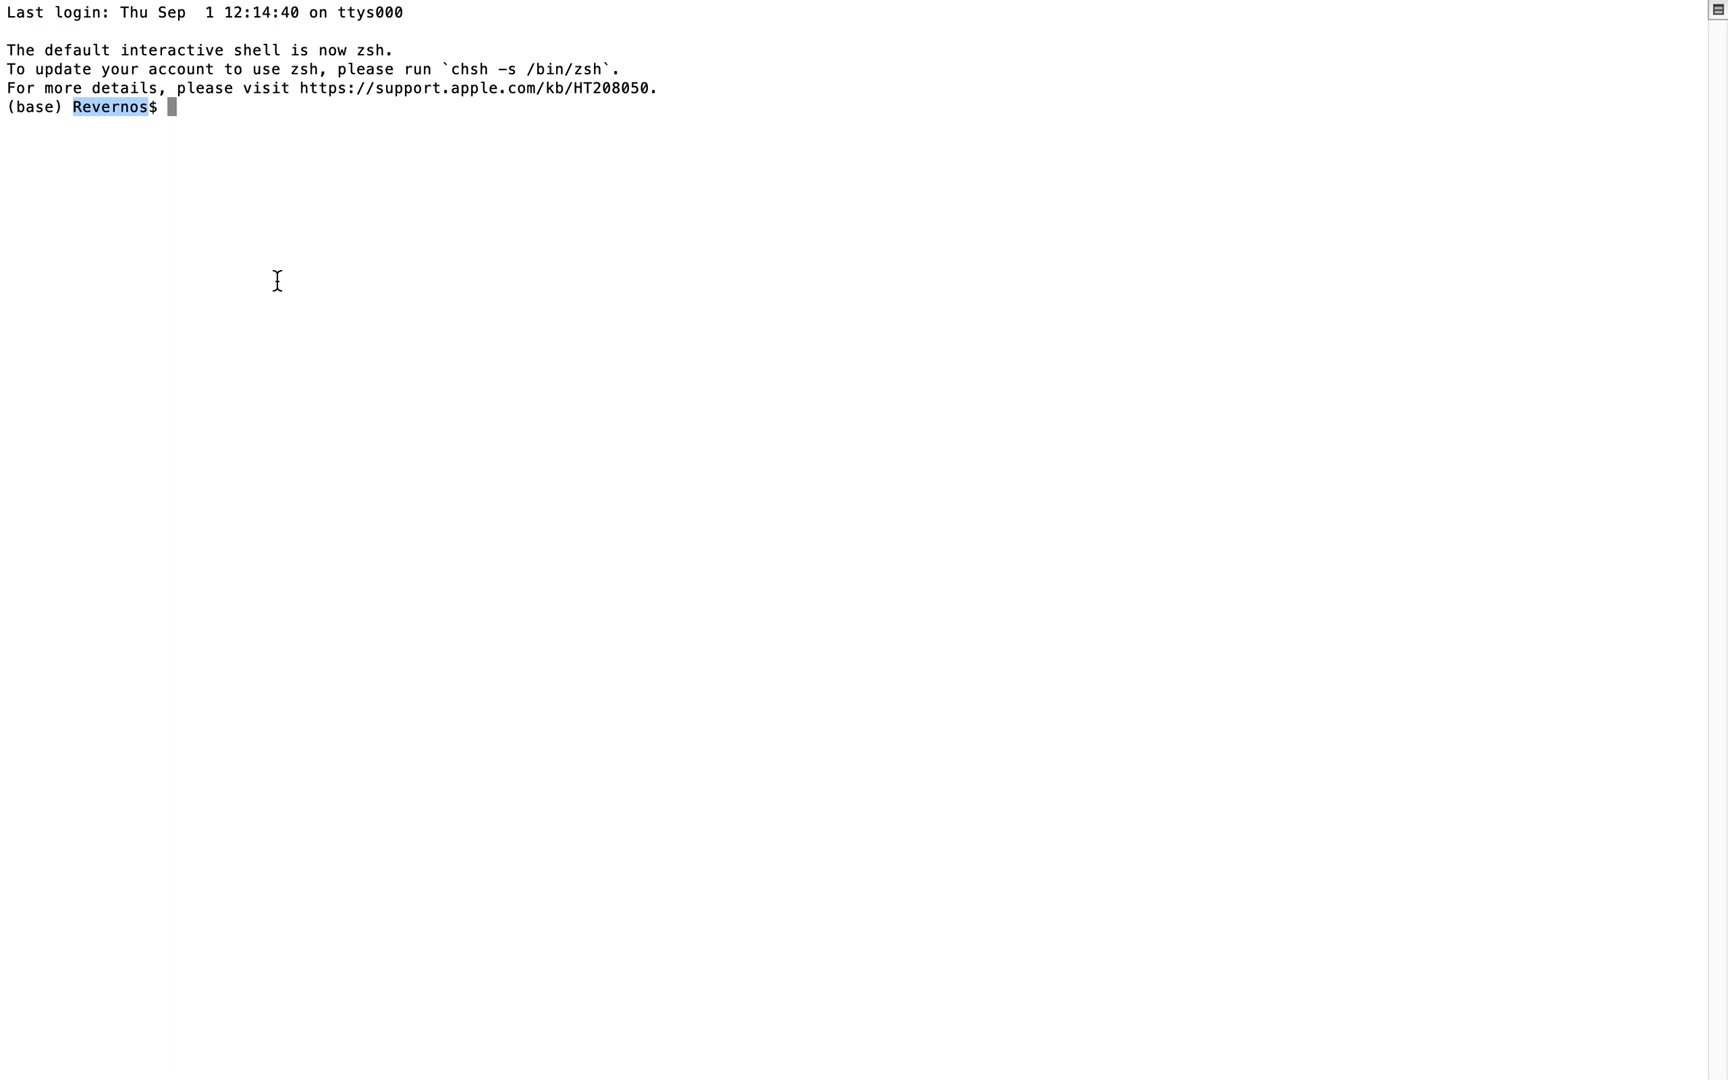 Last login: Thu Sep  1 12:14:40 on ttys000
The default interactive shell is now zsh.
To update your account to use zsh, please run `chsh -s /bin/zsh`.
For more details, please visit https://support.apple.com/kb/HT208050.
(base) Revernos$